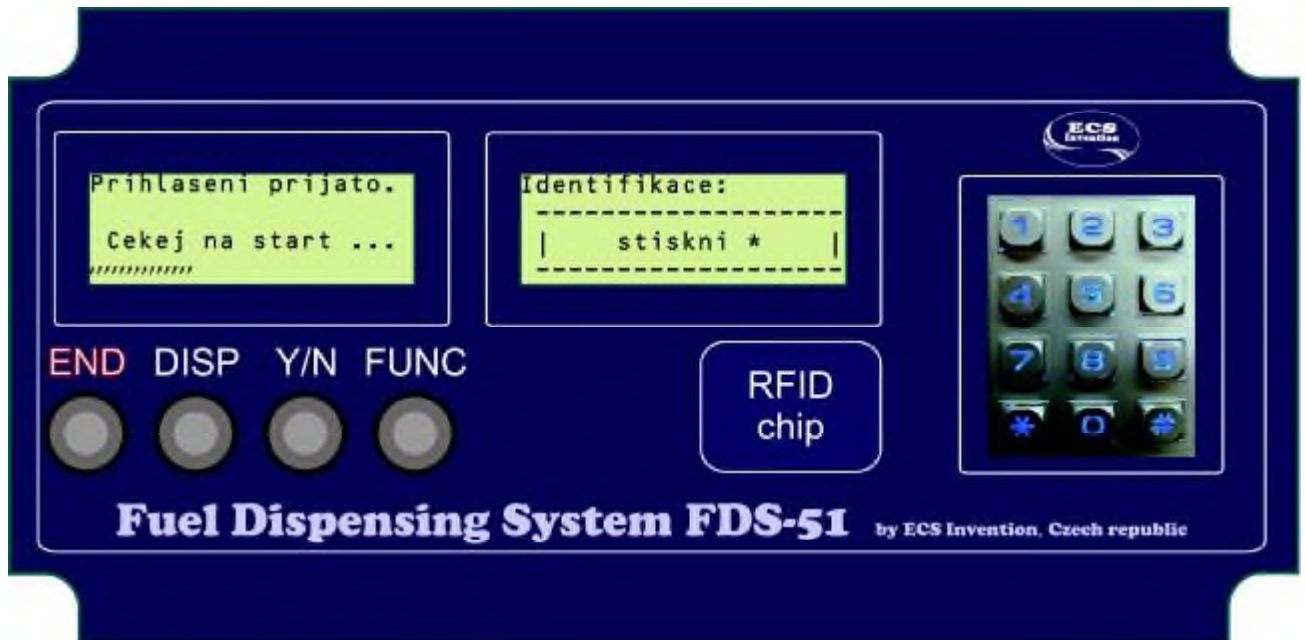 Prihlaseni prijato.
Cekej na start ...
,,,,,,,,,,,,,
Identifikace:
-------------------
| stiskni * |
-------------------
ECS
Invention
1 2 3
4 5 6
7 8 9
* 0 #
END DISP Y/N FUNC
RFID
chip
Fuel Dispensing System FDS-51 by ECS Invention, Czech republic